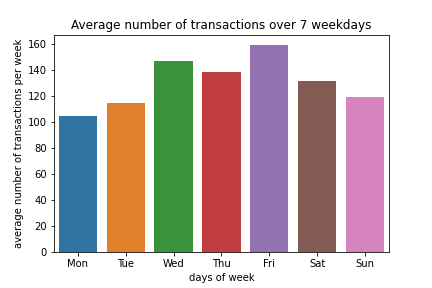 Average number of transactions over 7 weekdays
average number of transactions per week
160
140
120
100
80
60
40
20
0
Mon Tue Wed Thu Fri Sat Sun
days of week